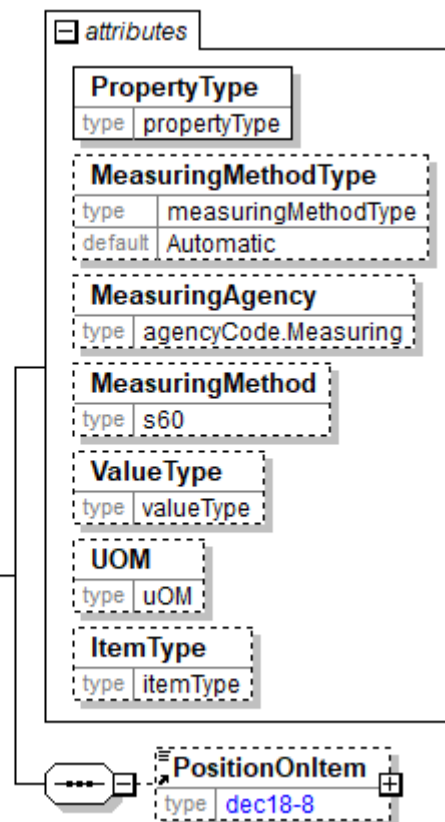 attributes
PropertyType
type propertyType
MeasuringMethodType
type measuringMethodType
default Automatic
MeasuringAgency
type agencyCode.Measuring
MeasuringMethod
type s60
ValueType
type valueType
UOM
type uOM
ItemType
type itemType
PositionOnItem
type dec18-8